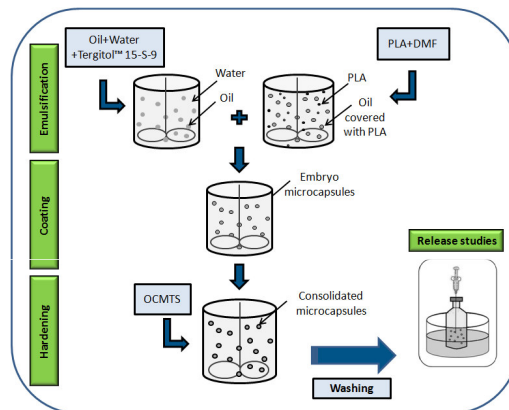 Oil+Water
+Tergitol™ 15-S-9
PLA+DMF
Emulsification
Water
Oil
PLA
Oil
covered
with PLA
Coating
Embryo
microcapsules
Release studies
Hardening
OCMTS
Consolidated
microcapsules
Washing